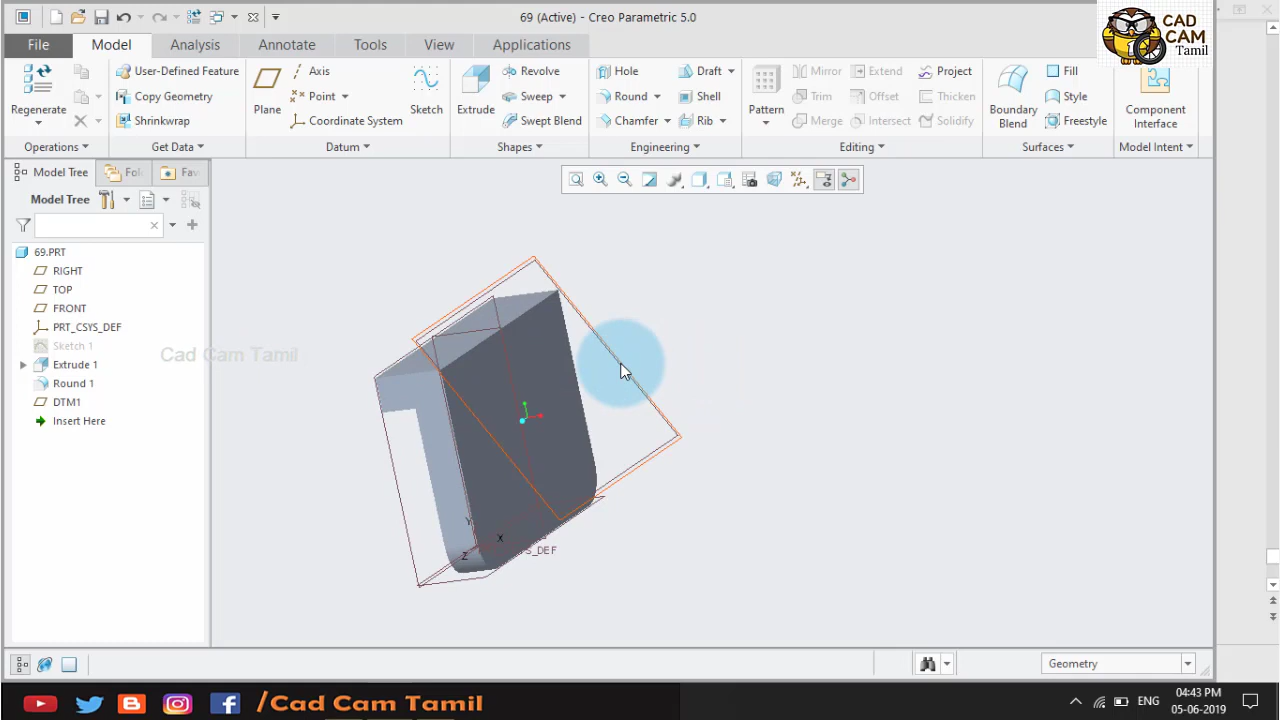 69 (Active) - Creo Parametric 5.0
CAD
CAM
Tamil
File Model Analysis Annotate Tools View Applications
Regenerate
User-Defined Feature
Copy Geometry
Shrinkwrap
Plane
Axis
Point
Coordinate System
Sketch
Extrude
Revolve
Sweep
Swept Blend
Hole
Round
Chamfer
Draft
Shell
Rib
Pattern
Mirror
Trim
Merge
Extend
Offset
Intersect
Project
Thicken
Solidify
Boundary
Blend
Fill
Style
Freestyle
Component
Interface
Operations Get Data Datum Shapes Engineering Editing Surfaces Model Intent
Model Tree Fol Fav
Model Tree
69.PRT
RIGHT
TOP
FRONT
PRT_CSYS_DEF
Sketch 1
Extrude 1
Round 1
DTM1
Insert Here
Cad Cam Tamil
Y
X
Z
YS_DEF
Geometry
/Cad Cam Tamil
ENG
04:43 PM
05-06-2019